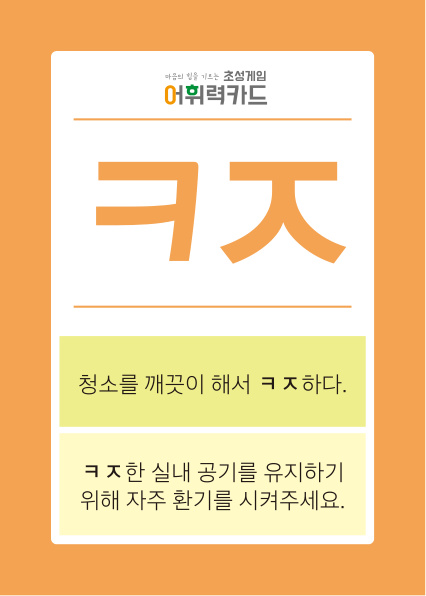 마음의 힘을 기르는 초성게임
어휘력카드
ㅋㅈ
청소를 깨끗이 해서 ㅋㅈ하다.
ㅋㅈ한 실내 공기를 유지하기
위해 자주 환기를 시켜주세요.